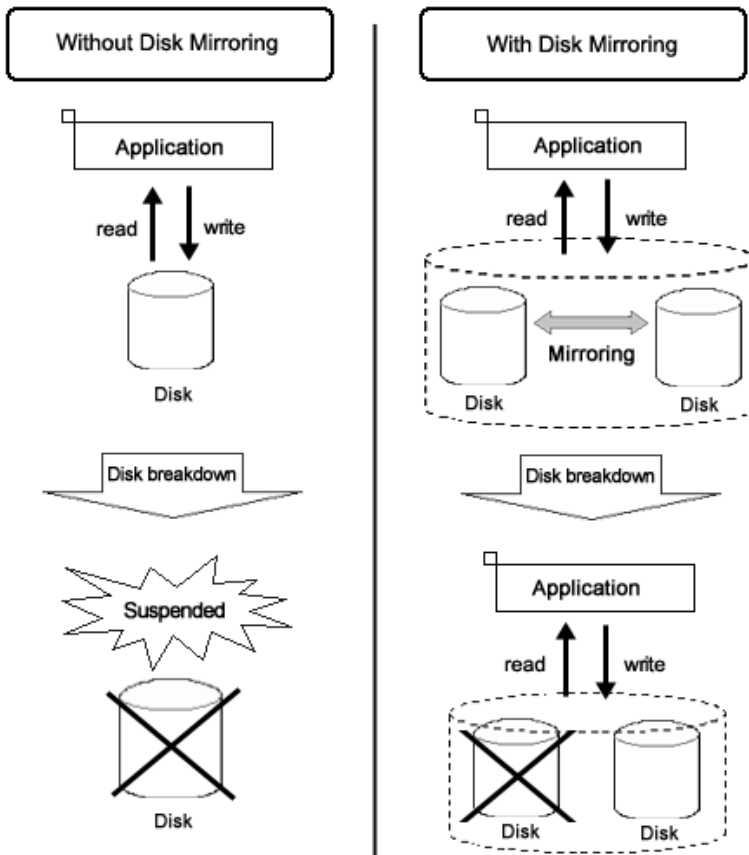 Without Disk Mirroring
Application
read
write
Disk
Disk breakdown
Suspended
Disk
With Disk Mirroring
Application
read
write
Mirroring
Disk
Disk
Disk breakdown
Application
read
write
Disk
Disk